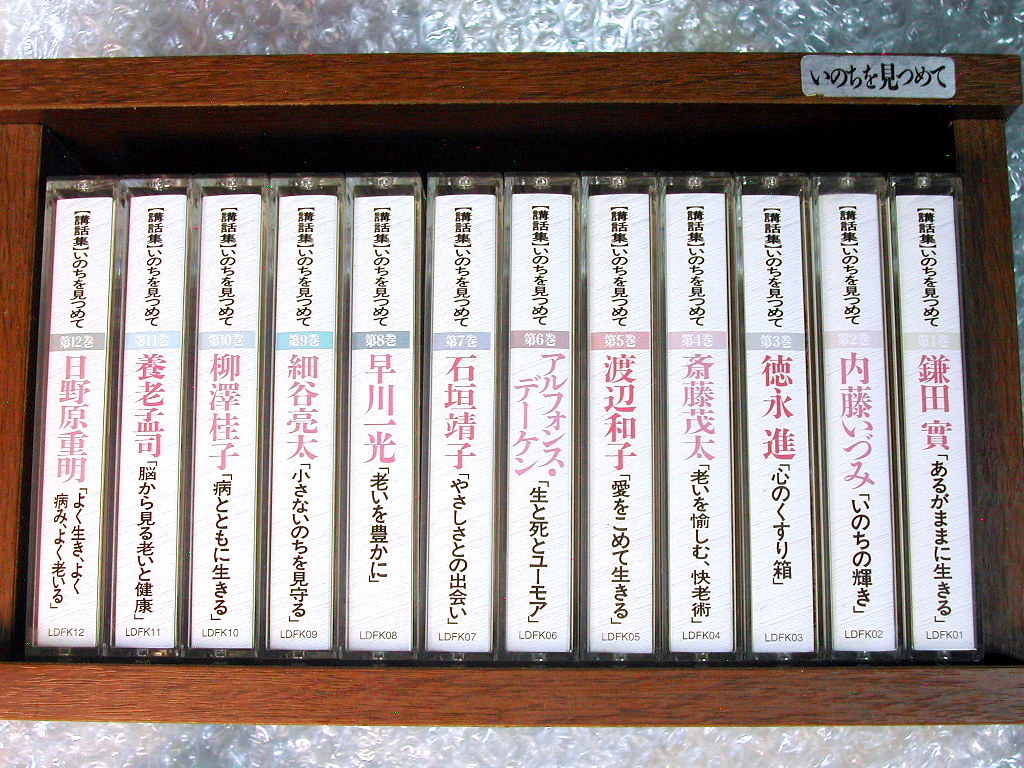 いのちを見つめて
【講話集】いのちを見つめて
第1巻
鎌田 實
「あるがままに生きる」
LDFK01
【講話集】いのちを見つめて
第2巻
内藤いづみ
「いのちの輝き」
LDFK02
【講話集】いのちを見つめて
第3巻
徳永 進
「心のくすり箱」
LDFK03
【講話集】いのちを見つめて
第4巻
斎藤茂太
「老いを愉しむ、快老術」
LDFK04
【講話集】いのちを見つめて
第5巻
渡辺和子
「愛をこめて生きる」
LDFK05
【講話集】いのちを見つめて
第6巻
アルフォンス・
デーケン
「生と死とユーモア」
LDFK06
【講話集】いのちを見つめて
第7巻
石垣靖子
「やさしさとの出会い」
LDFK07
【講話集】いのちを見つめて
第8巻
早川一光
「老いを豊かに」
LDFK08
【講話集】いのちを見つめて
第9巻
細谷亮太
「小さないのちを見守る」
LDFK09
【講話集】いのちを見つめて
第10巻
柳澤桂子
「病とともに生きる」
LDFK10
【講話集】いのちを見つめて
第11巻
養老孟司
「脳から見る老いと健康」
LDFK11
【講話集】いのちを見つめて
第12巻
日野原重明
「よく生き、よく
病み、よく老いる」
LDFK12